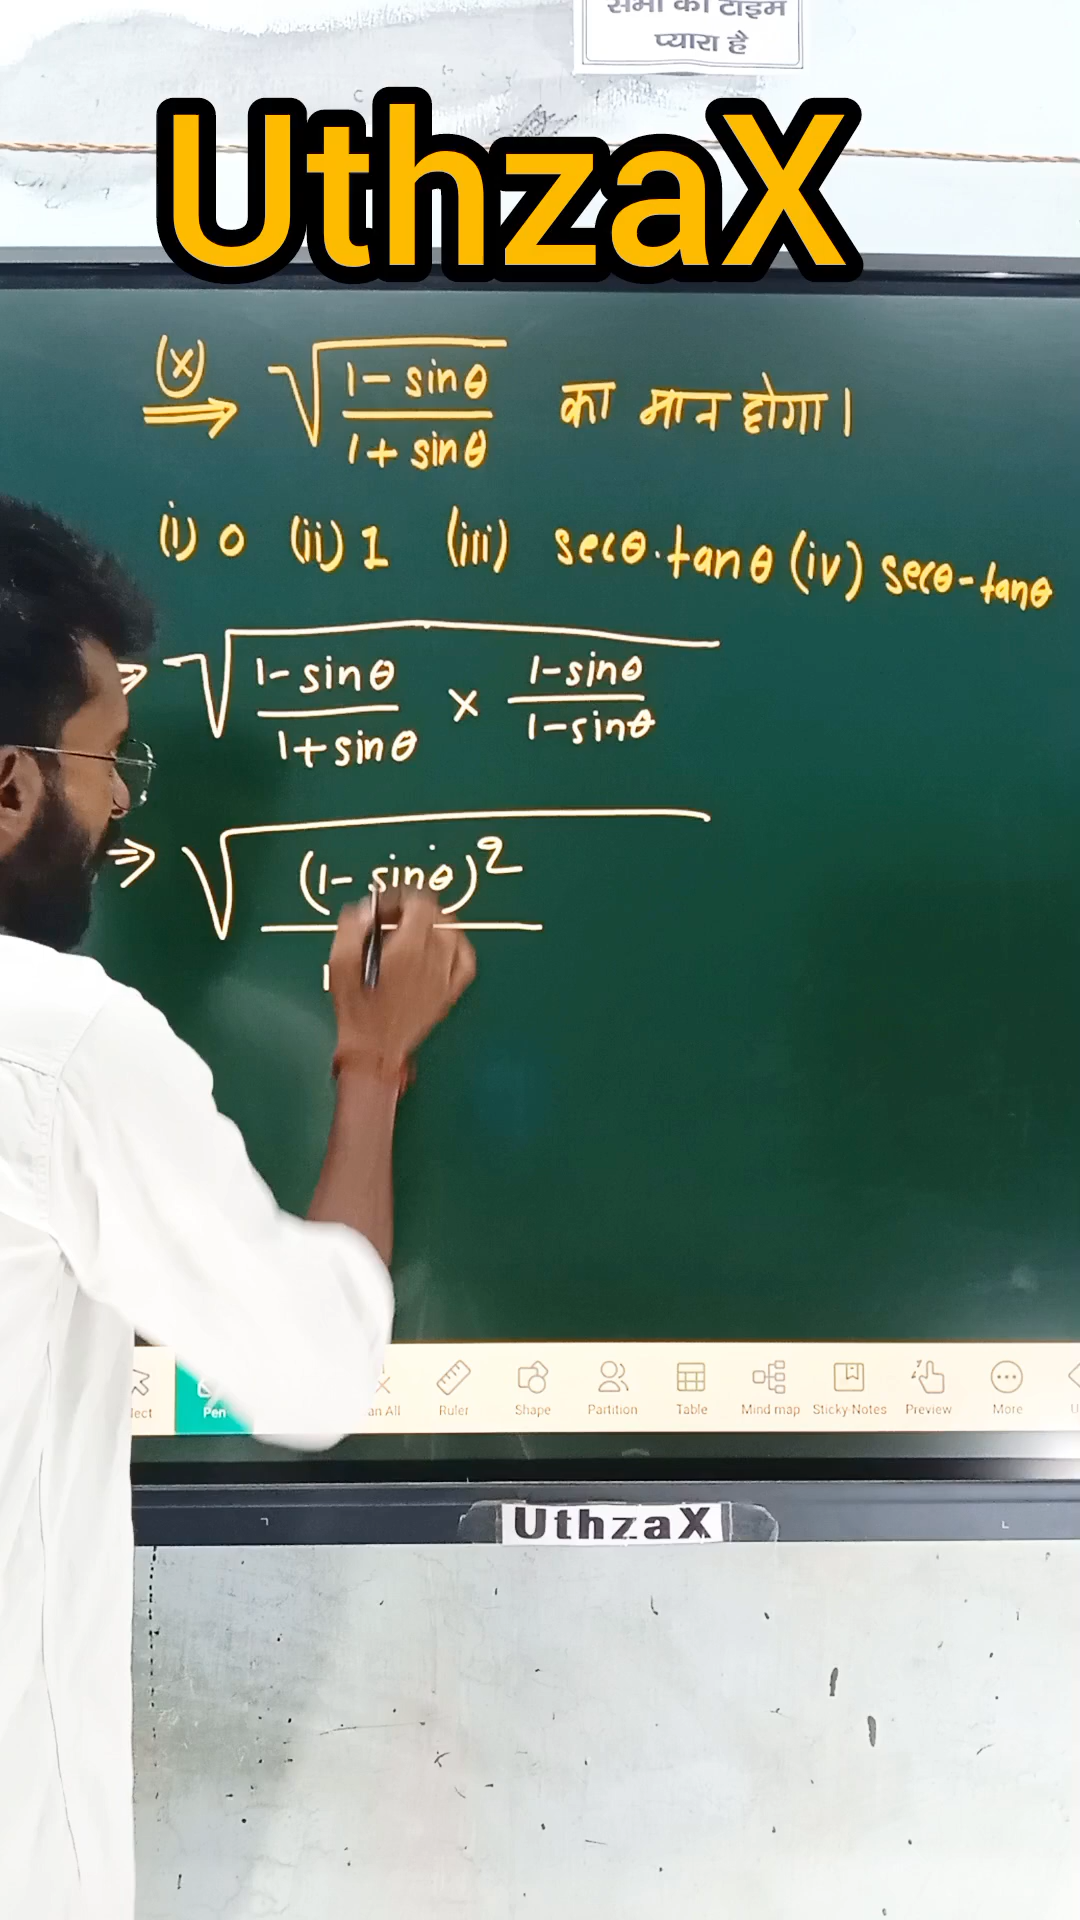 सभी को टाइम
प्यारा है
UthzaX
(x) ⇒ √(1 - sinθ / 1 + sinθ) का मान होगा।
(i) 0 (ii) 1 (iii) secθ.tanθ (iv) secθ-tanθ
⇒ √(1-sinθ / 1+sinθ × 1-sinθ / 1-sinθ)
⇒ √((1-sinθ)² / 1
Pen Ruler Shape Partition Table Mind map Sticky-Notes Preview More
UthzaX